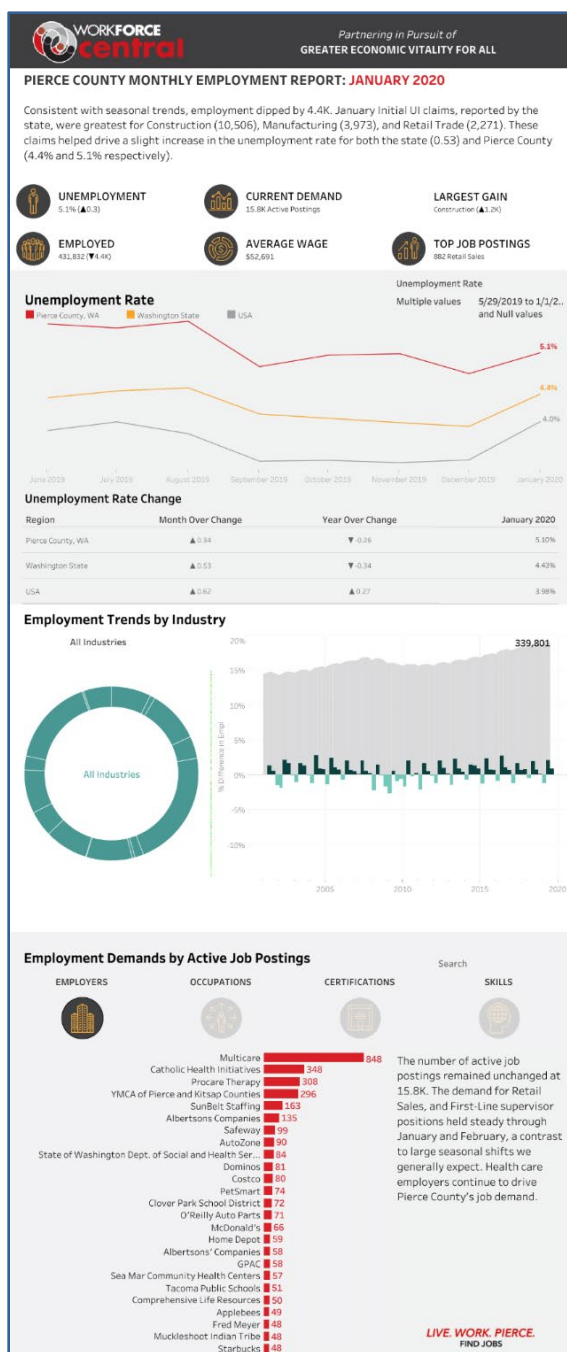 WORKFORCE
central
Partnering in Pursuit of
GREATER ECONOMIC VITALITY FOR ALL
PIERCE COUNTY MONTHLY EMPLOYMENT REPORT: JANUARY 2020
Consistent with seasonal trends, employment dipped by 4.4K. January Initial UI claims, reported by the
state, were greatest for Construction (10,506), Manufacturing (3,973), and Retail Trade (2,271). These
claims helped drive a slight increase in the unemployment rate for both the state (0.53) and Pierce County
(4.4% and 5.1% respectively).
UNEMPLOYMENT
5.1% (▲0.3)
CURRENT DEMAND
15.8K Active Postings
LARGEST GAIN
Construction (▲1.2K)
EMPLOYED
431,832 (▼4.4K)
AVERAGE WAGE
$52,691
TOP JOB POSTINGS
882 Retail Sales
Unemployment Rate
Unemployment Rate
Multiple values
5/29/2019 to 1/1/2..
and Null values
Pierce County, WA
Washington State
USA
5.1%
4.4%
4.0%
June 2019
July 2019
August 2019
September 2019
October 2019
November 2019
December 2019
January 2020
Unemployment Rate Change
Region Month Over Change Year Over Change January 2020
Pierce County, WA ▲0.34 ▼-0.26 5.10%
Washington State ▲0.53 ▼-0.34 4.43%
USA ▲0.62 ▲0.27 3.98%
Employment Trends by Industry
All Industries
All Industries
339,801
20%
15%
10%
5%
0%
-5%
-10%
% Difference in Empl
2005 2010 2015 2020
Employment Demands by Active Job Postings
Search
EMPLOYERS
OCCUPATIONS
CERTIFICATIONS
SKILLS
Multicare 848
Catholic Health Initiatives 348
Procare Therapy 308
YMCA of Pierce and Kitsap Counties 296
SunBelt Staffing 163
Albertsons Companies 135
Safeway 99
AutoZone 90
State of Washington Dept. of Social and Health Ser... 84
Dominos 81
Costco 80
PetSmart 74
Clover Park School District 72
O'Reilly Auto Parts 71
McDonald's 66
Home Depot 59
Albertsons' Companies 58
GPAC 58
Sea Mar Community Health Centers 57
Tacoma Public Schools 51
Comprehensive Life Resources 50
Applebees 49
Fred Meyer 48
Muckleshoot Indian Tribe 48
Starbucks 48
The number of active job
postings remained unchanged at
15.8K. The demand for Retail
Sales, and First-Line supervisor
positions held steady through
January and February, a contrast
to large seasonal shifts we
generally expect. Health care
employers continue to drive
Pierce County's job demand.
LIVE. WORK. PIERCE.
FIND JOBS